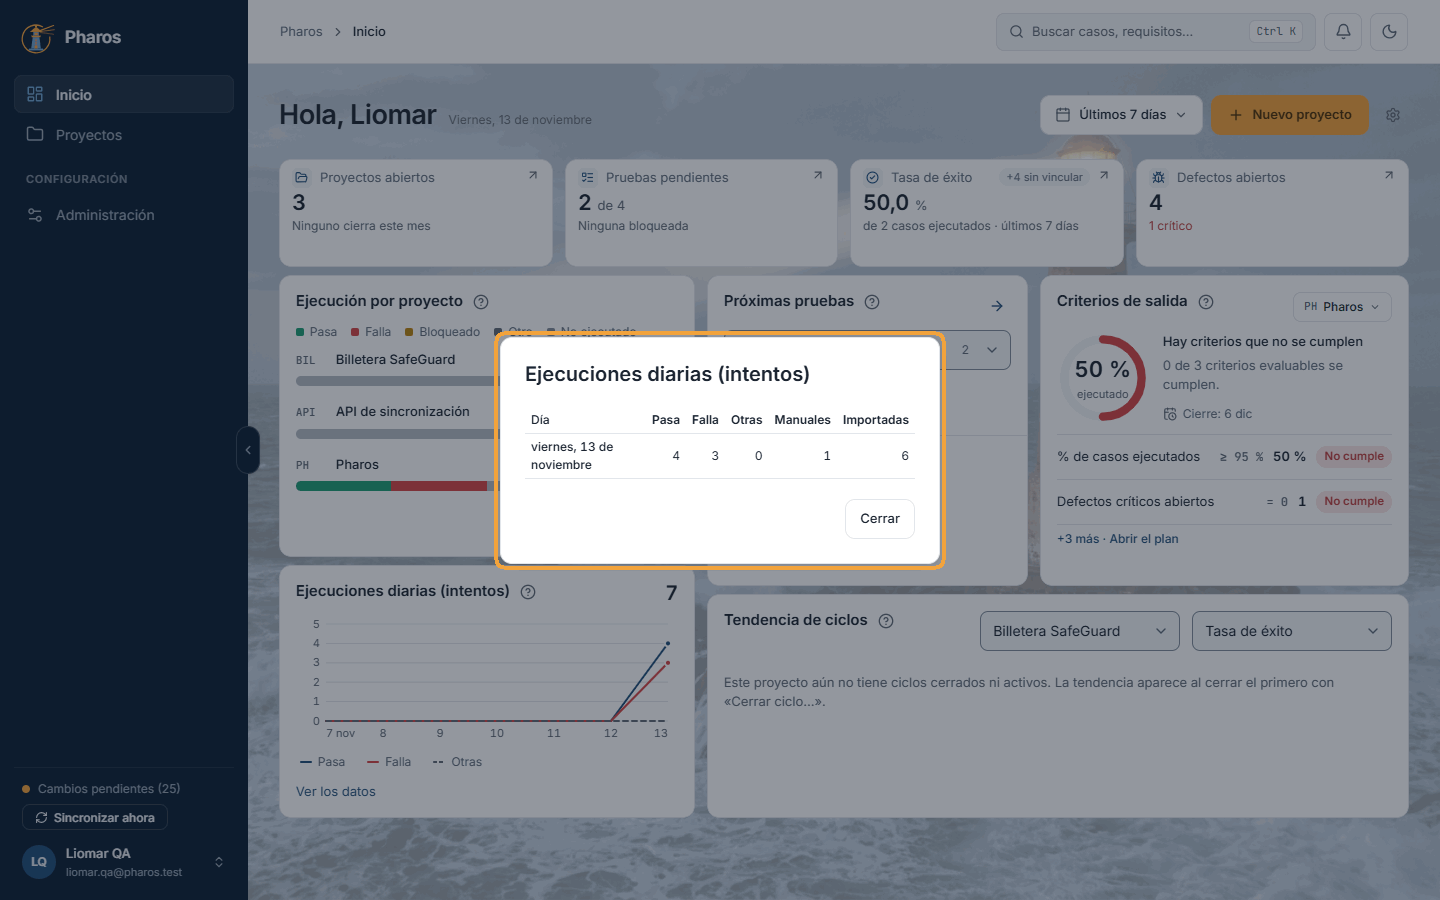 Pharos
Inicio
Proyectos
CONFIGURACIÓN
Administración
Cambios pendientes (25)
Sincronizar ahora
LQ
Liomar QA
liomar.qa@pharos.test
Pharos > Inicio
Buscar casos, requisitos... Ctrl K
Hola, Liomar Viernes, 13 de noviembre
Últimos 7 días
+ Nuevo proyecto
Proyectos abiertos
3
Ninguno cierra este mes
Pruebas pendientes
2 de 4
Ninguna bloqueada
Tasa de éxito +4 sin vincular
50,0 %
de 2 casos ejecutados · últimos 7 días
Defectos abiertos
4
1 crítico
Ejecución por proyecto
Pasa Falla Bloqueado Otro No ejecutado
BIL Billetera SafeGuard
API API de sincronización
PH Pharos
Próximas pruebas
2
Criterios de salida
PH Pharos
50 %
ejecutado
Hay criterios que no se cumplen
0 de 3 criterios evaluables se
cumplen.
Cierre: 6 dic
% de casos ejecutados ≥ 95 % 50 % No cumple
Defectos críticos abiertos = 0 1 No cumple
+3 más · Abrir el plan
Ejecuciones diarias (intentos)
Día Pasa Falla Otras Manuales Importadas
viernes, 13 de
noviembre 4 3 0 1 6
Cerrar
Ejecuciones diarias (intentos) 7
5
4
3
2
1
0
7 nov 8 9 10 11 12 13
Pasa Falla Otras
Ver los datos
Tendencia de ciclos
Billetera SafeGuard
Tasa de éxito
Este proyecto aún no tiene ciclos cerrados ni activos. La tendencia aparece al cerrar el primero con
«Cerrar ciclo...».